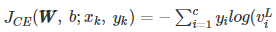 J_{CE}(W, b; x_k, y_k) = − ∑_{i=1}^{c} y_i log(v_i^L